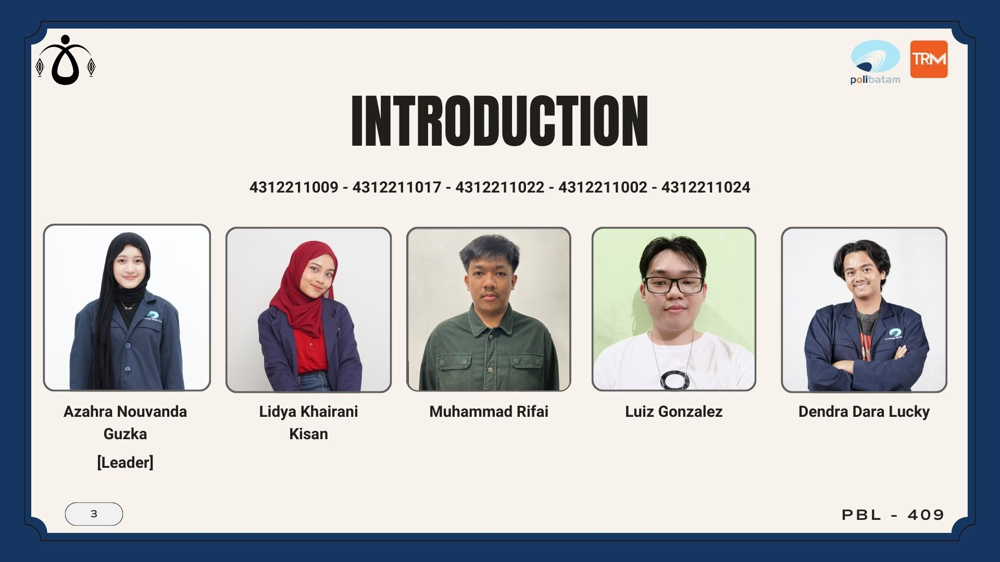 polibatam
TRM
INTRODUCTION
4312211009 - 4312211017 - 4312211022 - 4312211002 - 4312211024
Azahra Nouvanda
Guzka
[Leader]
Lidya Khairani
Kisan
Muhammad Rifai
Luiz Gonzalez
Dendra Dara Lucky
3
PBL - 409